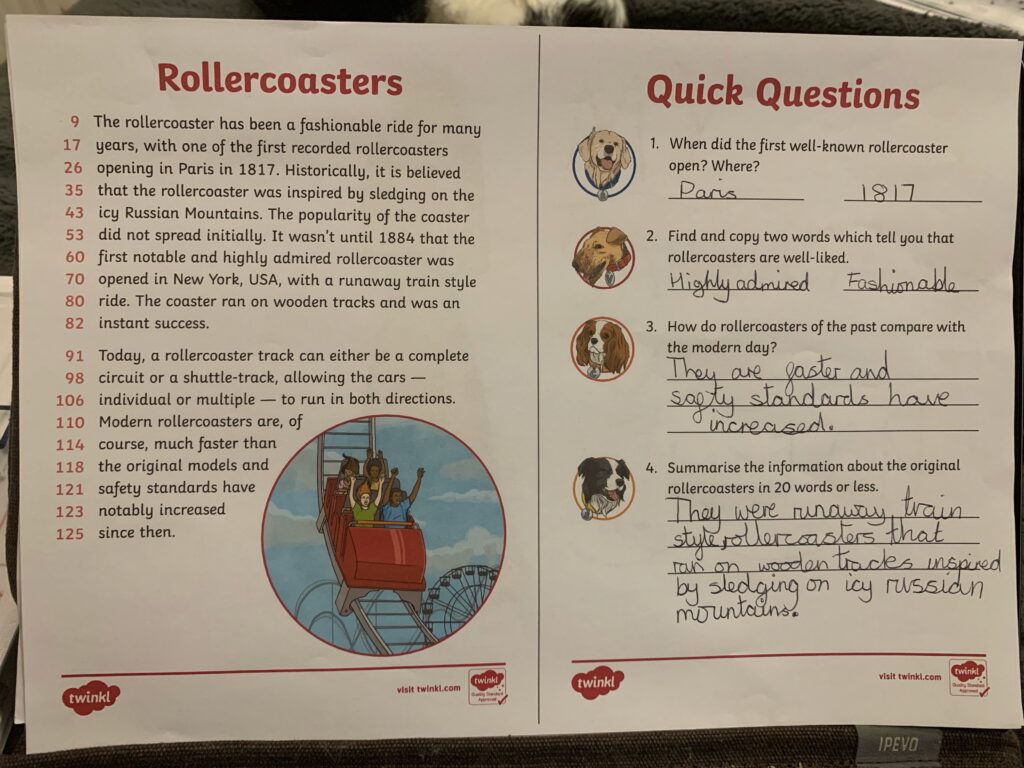 Rollercoasters
9 The rollercoaster has been a fashionable ride for many
17 years, with one of the first recorded rollercoasters
26 opening in Paris in 1817. Historically, it is believed
35 that the rollercoaster was inspired by sledging on the
43 icy Russian Mountains. The popularity of the coaster
53 did not spread initially. It wasn't until 1884 that the
60 first notable and highly admired rollercoaster was
70 opened in New York, USA, with a runaway train style
80 ride. The coaster ran on wooden tracks and was an
82 instant success.
91 Today, a rollercoaster track can either be a complete
98 circuit or a shuttle-track, allowing the cars —
106 individual or multiple — to run in both directions.
110 Modern rollercoasters are, of
114 course, much faster than
118 the original models and
121 safety standards have
123 notably increased
125 since then.
twinkl
visit twinkl.com
twinkl
Quality Standard
Approved
Quick Questions
1. When did the first well-known rollercoaster
open? Where?
Paris 1817
2. Find and copy two words which tell you that
rollercoasters are well-liked.
Highly admired Fashionable
3. How do rollercoasters of the past compare with
the modern day?
They are faster and
safty standards have
increased.
4. Summarise the information about the original
rollercoasters in 20 words or less.
They were runaway, train
style, rollercoasters that
ran on wooden tracks inspired
by sledging on icy russian
mountains.
twinkl
visit twinkl.com
twinkl
Quality Standard
Approved
IPEVO